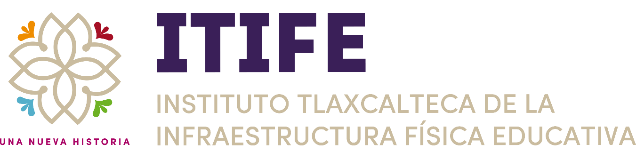 ITIFE
INSTITUTO TLAXCALTECA DE LA
INFRAESTRUCTURA FÍSICA EDUCATIVA
UNA NUEVA HISTORIA